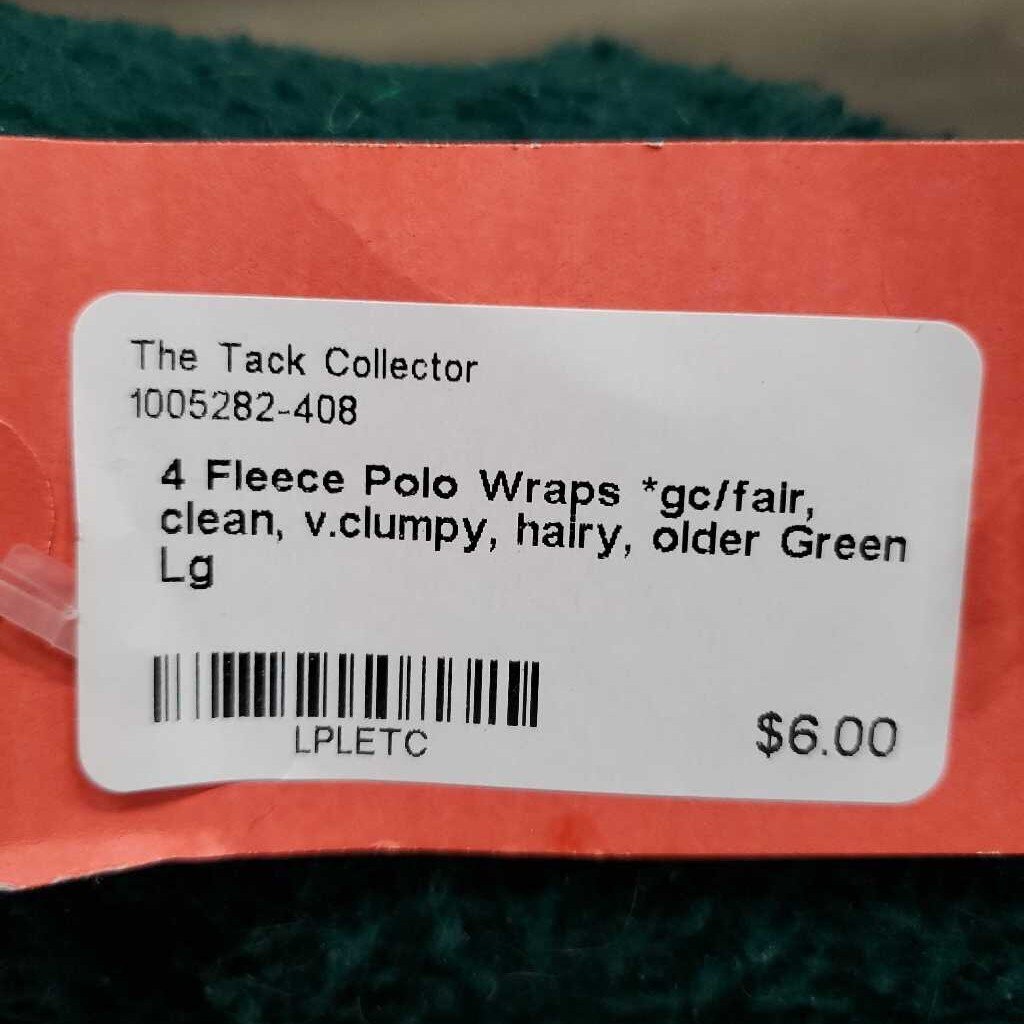 The Tack Collector
1005282-408
4 Fleece Polo Wraps *gc/fair,
clean, v.clumpy, hairy, older Green
Lg
LPLETC
$6.00